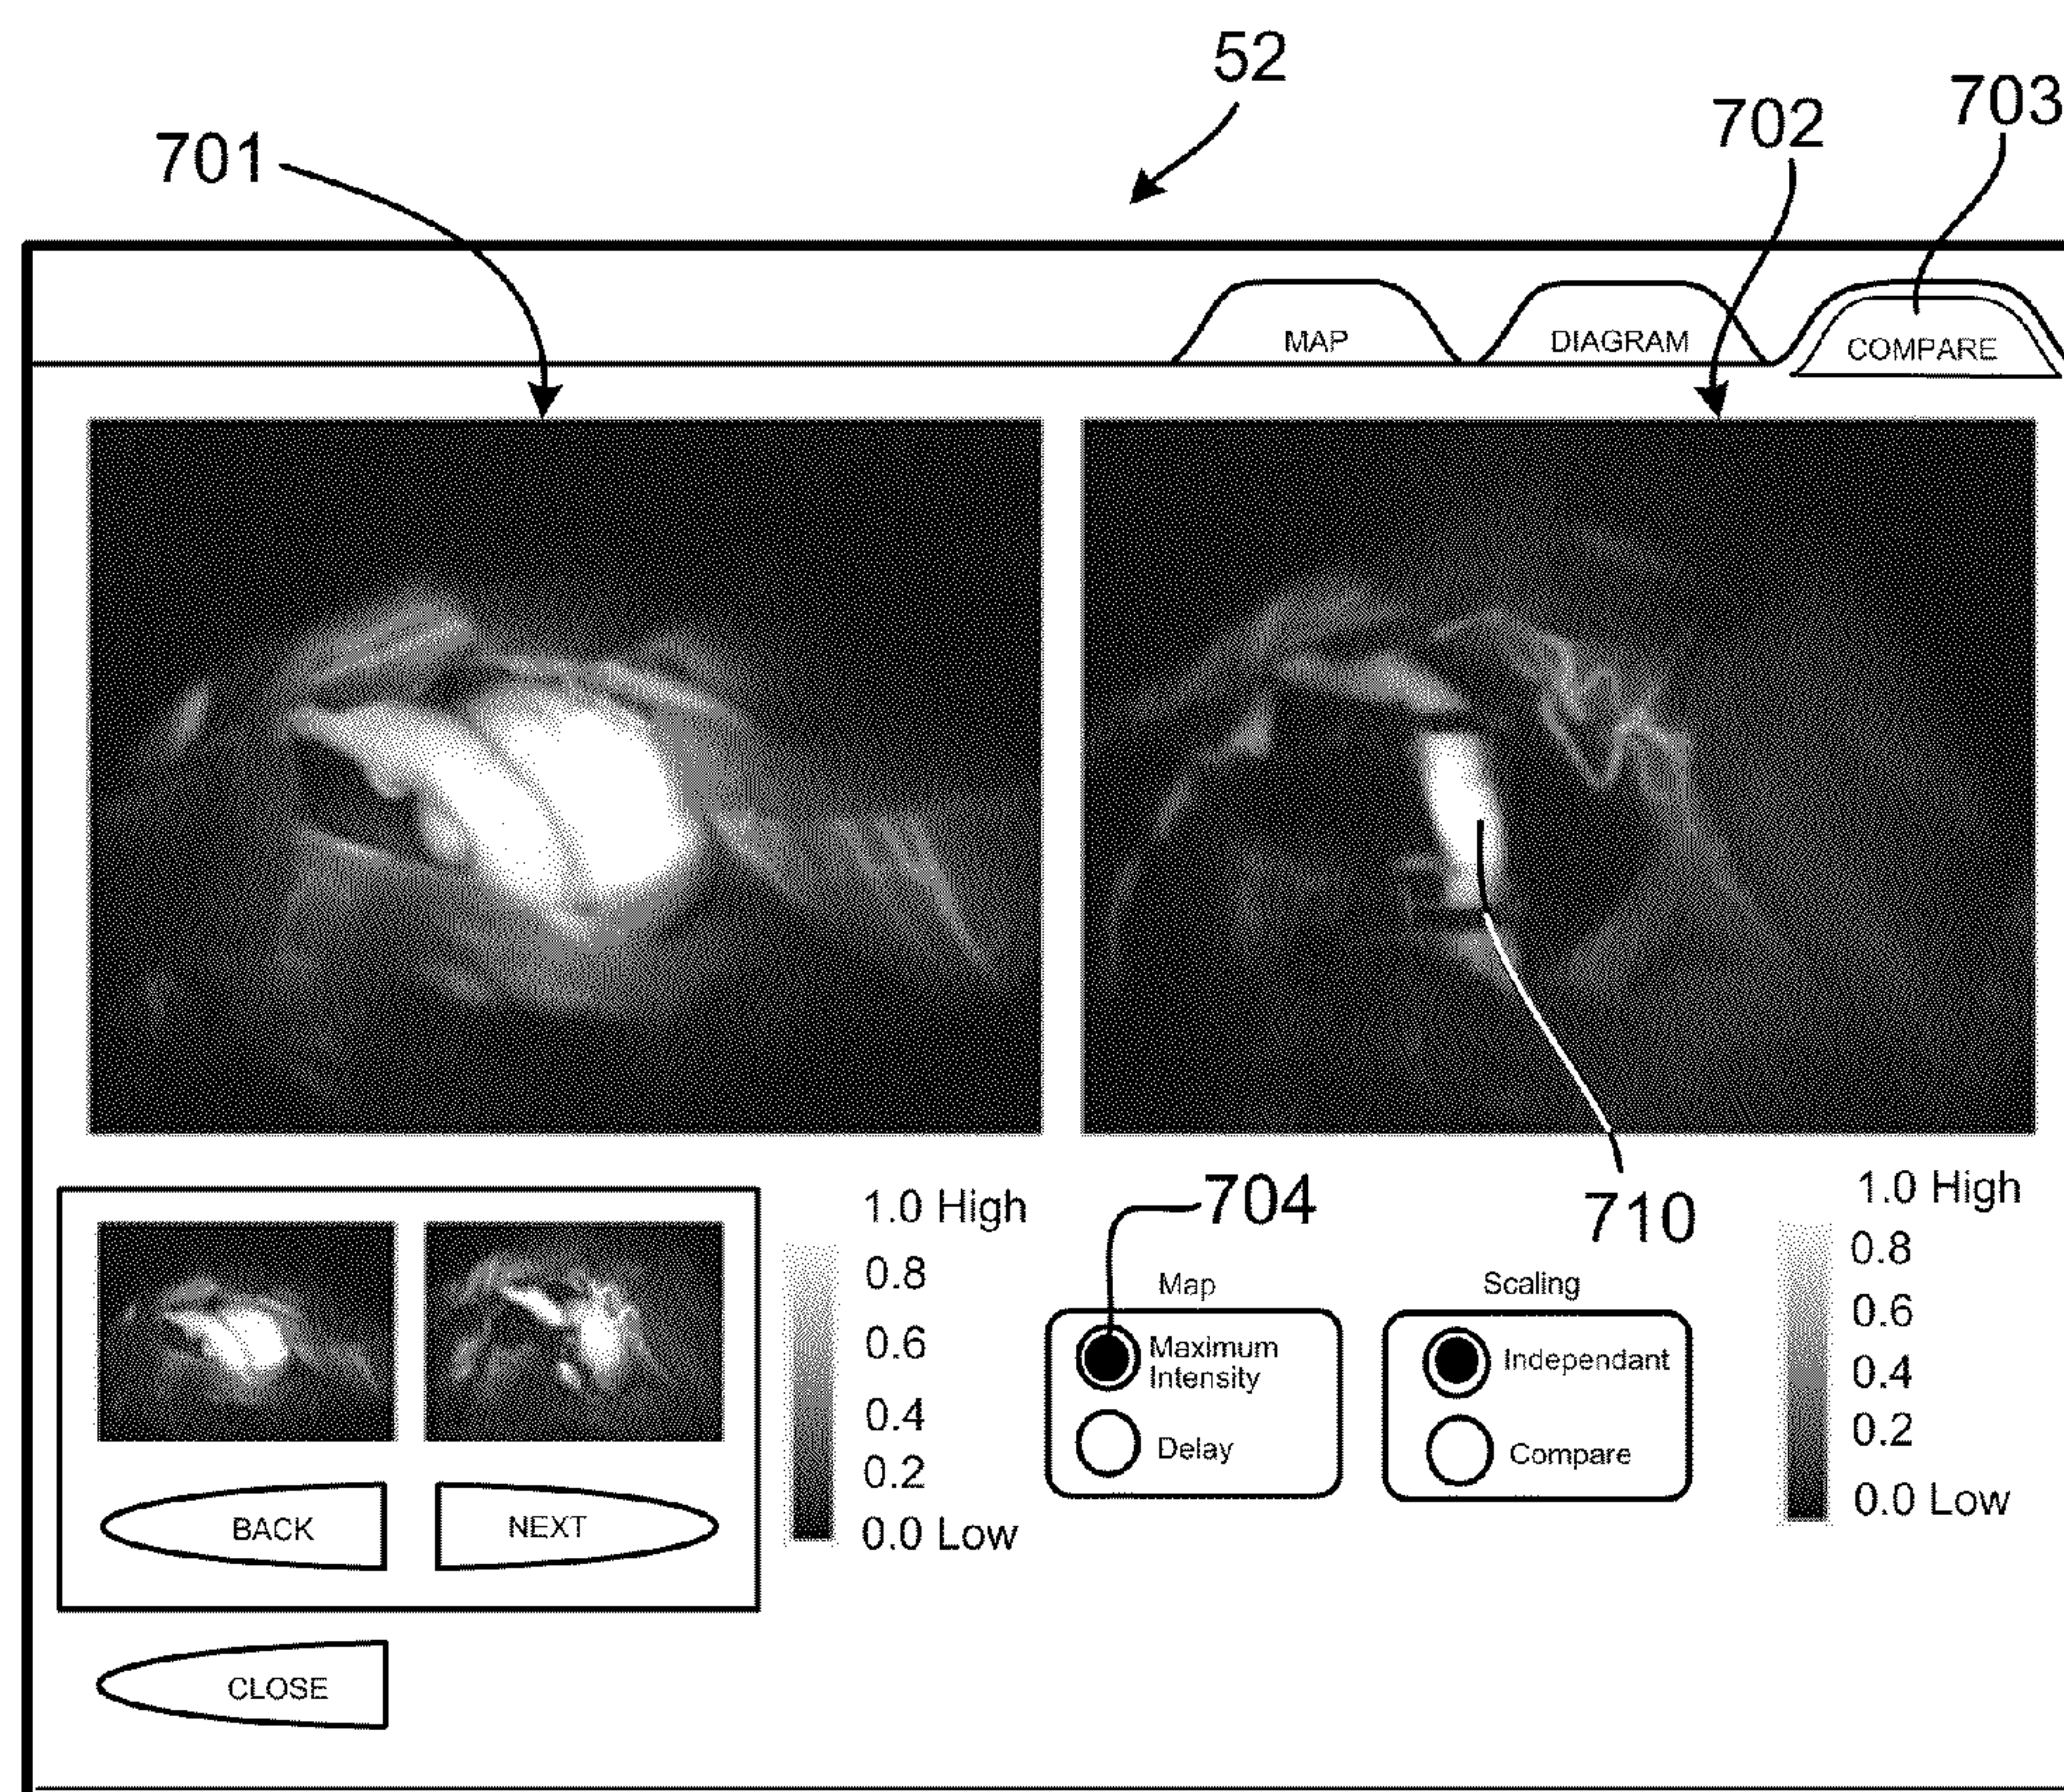 52
703
702
701
MAP
DIAGRAM
COMPARE
704
710
1.0 High
0.8
0.6
0.4
0.2
0.0 Low
Map
Maximum
Intensity
Delay
Scaling
Independant
Compare
1.0 High
0.8
0.6
0.4
0.2
0.0 Low
BACK
NEXT
CLOSE